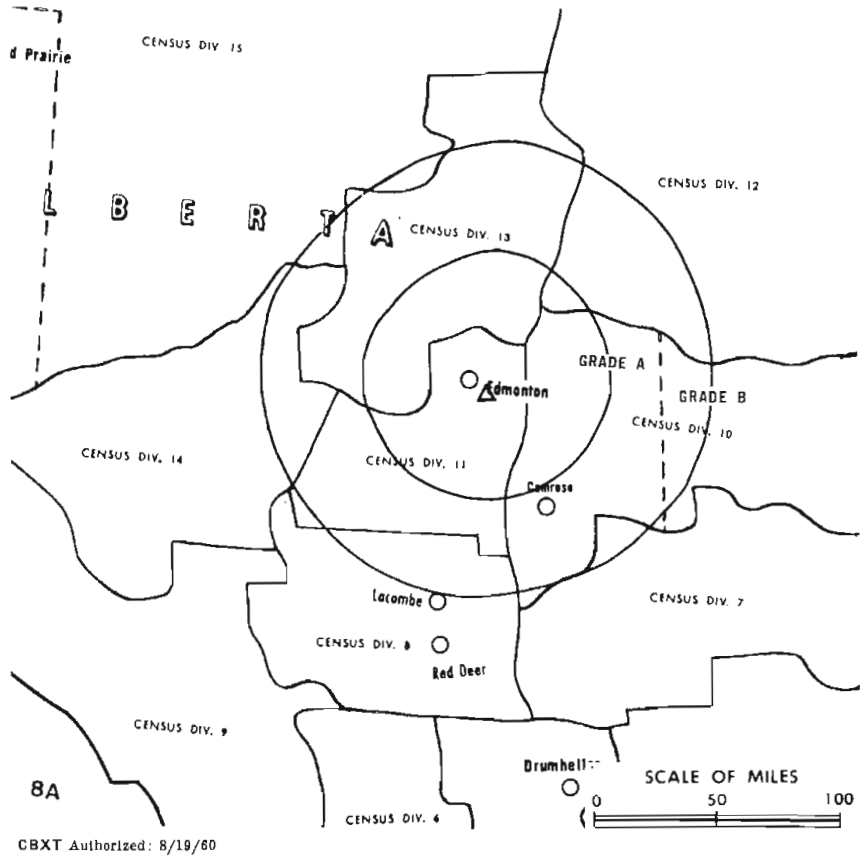 CENSUS DIV. 15
d Prairie
CENSUS DIV. 12
L B E R T A
CENSUS DIV. 13
GRADE A
Edmonton
GRADE B
CENSUS DIV. 10
CENSUS DIV. 14
CENSUS DIV. 11
Camrose
Lacombe
CENSUS DIV. 7
CENSUS DIV. 8
Red Deer
CENSUS DIV. 9
Drumhell
SCALE OF MILES
8A
0 50 100
CENSUS DIV. 6
CBXT Authorized: 8/19/60